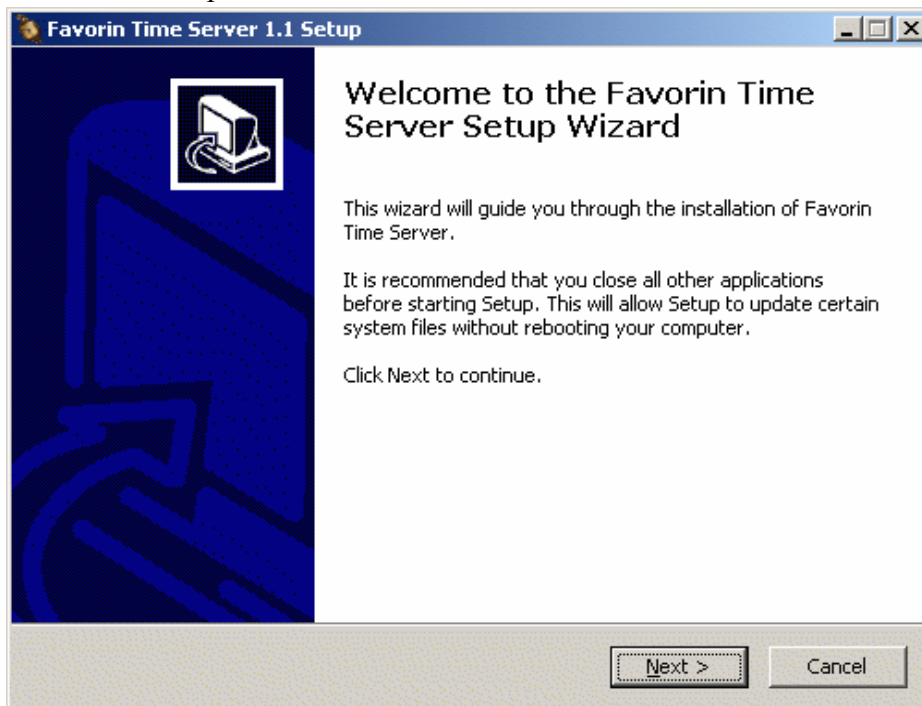 Favorin Time Server 1.1 Setup
Welcome to the Favorin Time
Server Setup Wizard
This wizard will guide you through the installation of Favorin
Time Server.
It is recommended that you close all other applications
before starting Setup. This will allow Setup to update certain
system files without rebooting your computer.
Click Next to continue.
Next >
Cancel